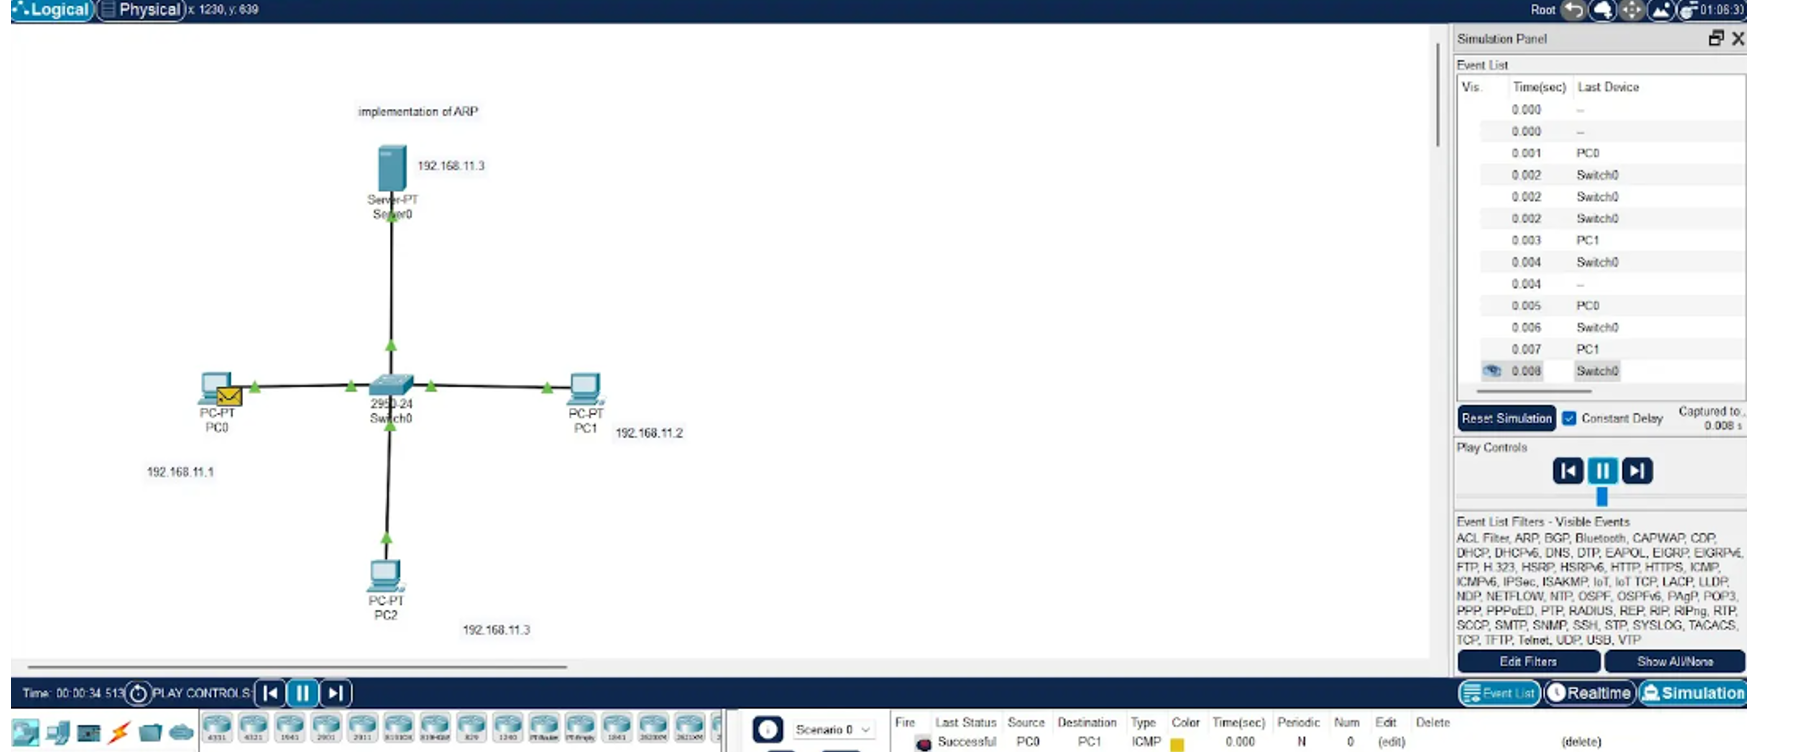 Logical Physical x: 1230, y: 639 Root 01:06:30
Simulation Panel
Event List
Vis. Time(sec) Last Device
0.000 --
0.000 --
0.001 PC0
0.002 Switch0
0.002 Switch0
0.002 Switch0
0.003 PC1
0.004 Switch0
0.004 --
0.005 PC0
0.006 Switch0
0.007 PC1
0.008 Switch0
Reset Simulation Constant Delay Captured to:
0.008 s
Play Controls
Event List Filters - Visible Events
ACL Filter, ARP, BGP, Bluetooth, CAPWAP, CDP,
DHCP, DHCPv6, DNS, DTP, EAPOL, EIGRP, EIGRPv6,
FTP, H.323, HSRP, HSRPv6, HTTP, HTTPS, ICMP,
ICMPv6, IPSec, ISAKMP, IoT, IoT TCP, LACP, LLDP,
NDP, NETFLOW, NTP, OSPF, OSPFv6, PAgP, POP3,
PPP, PPPoED, PTP, RADIUS, REP, RIP, RIPng, RTP,
SCCP, SMTP, SNMP, SSH, STP, SYSLOG, TACACS,
TCP, TFTP, Telnet, UDP, USB, VTP
Edit Filters Show All/None
implementation of ARP
192.168.11.3
Server-PT
Server0
PC-PT
PC0
192.168.11.1
2950-24
Switch0
PC-PT
PC1
192.168.11.2
PC-PT
PC2
192.168.11.3
Time: 00:00:34.513 PLAY CONTROLS: Event List Realtime Simulation
4331 4321 1941 2901 2911 819HGW 829 1240 PT-Router PT-Empty 1841 2620XM 2621XM
Scenario 0
Fire Last Status Source Destination Type Color Time(sec) Periodic Num Edit Delete
Successful PC0 PC1 ICMP 0.000 N 0 (edit) (delete)